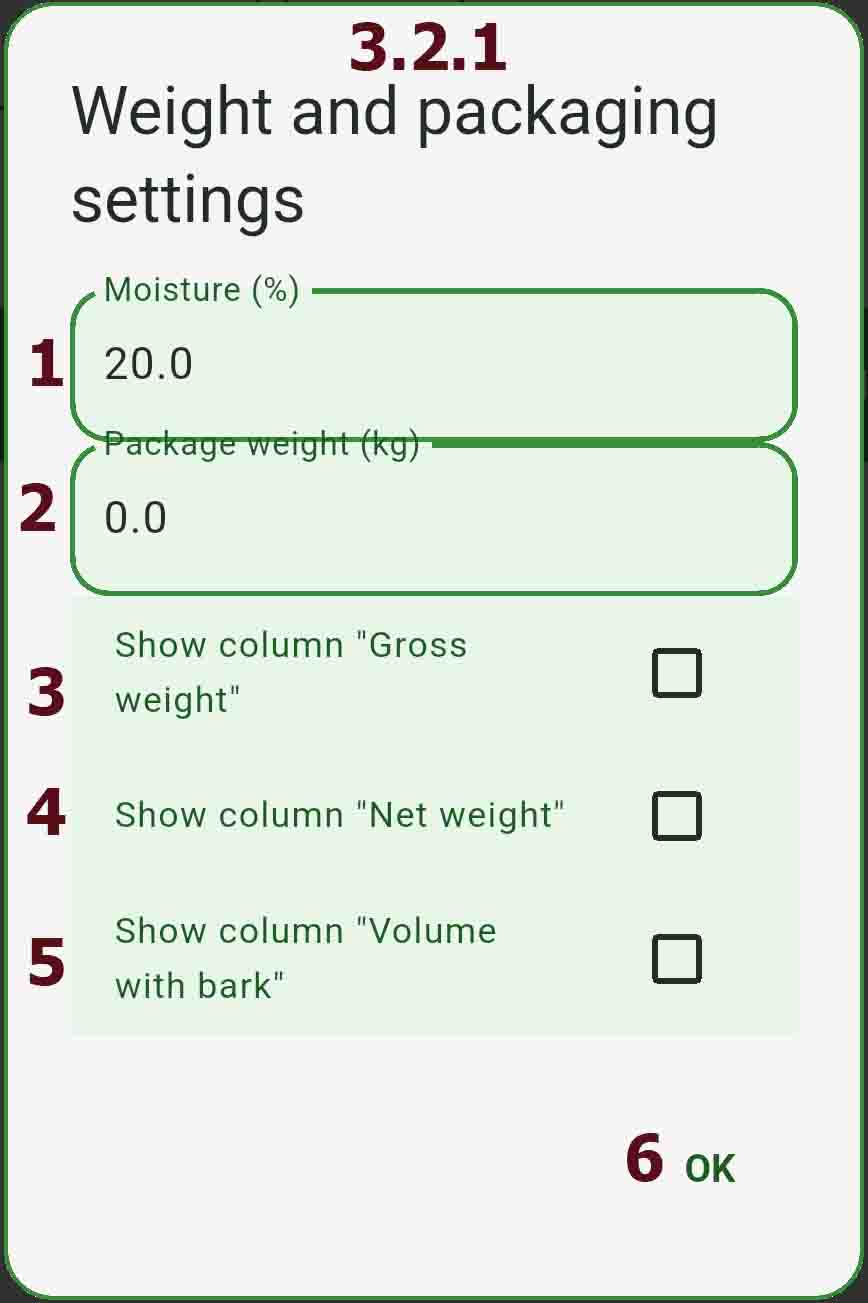 3.2.1
Weight and packaging
settings
Moisture (%)
1 20.0
Package weight (kg)
2 0.0
3 Show column "Gross
weight"
4 Show column "Net weight"
5 Show column "Volume
with bark"
6 OK